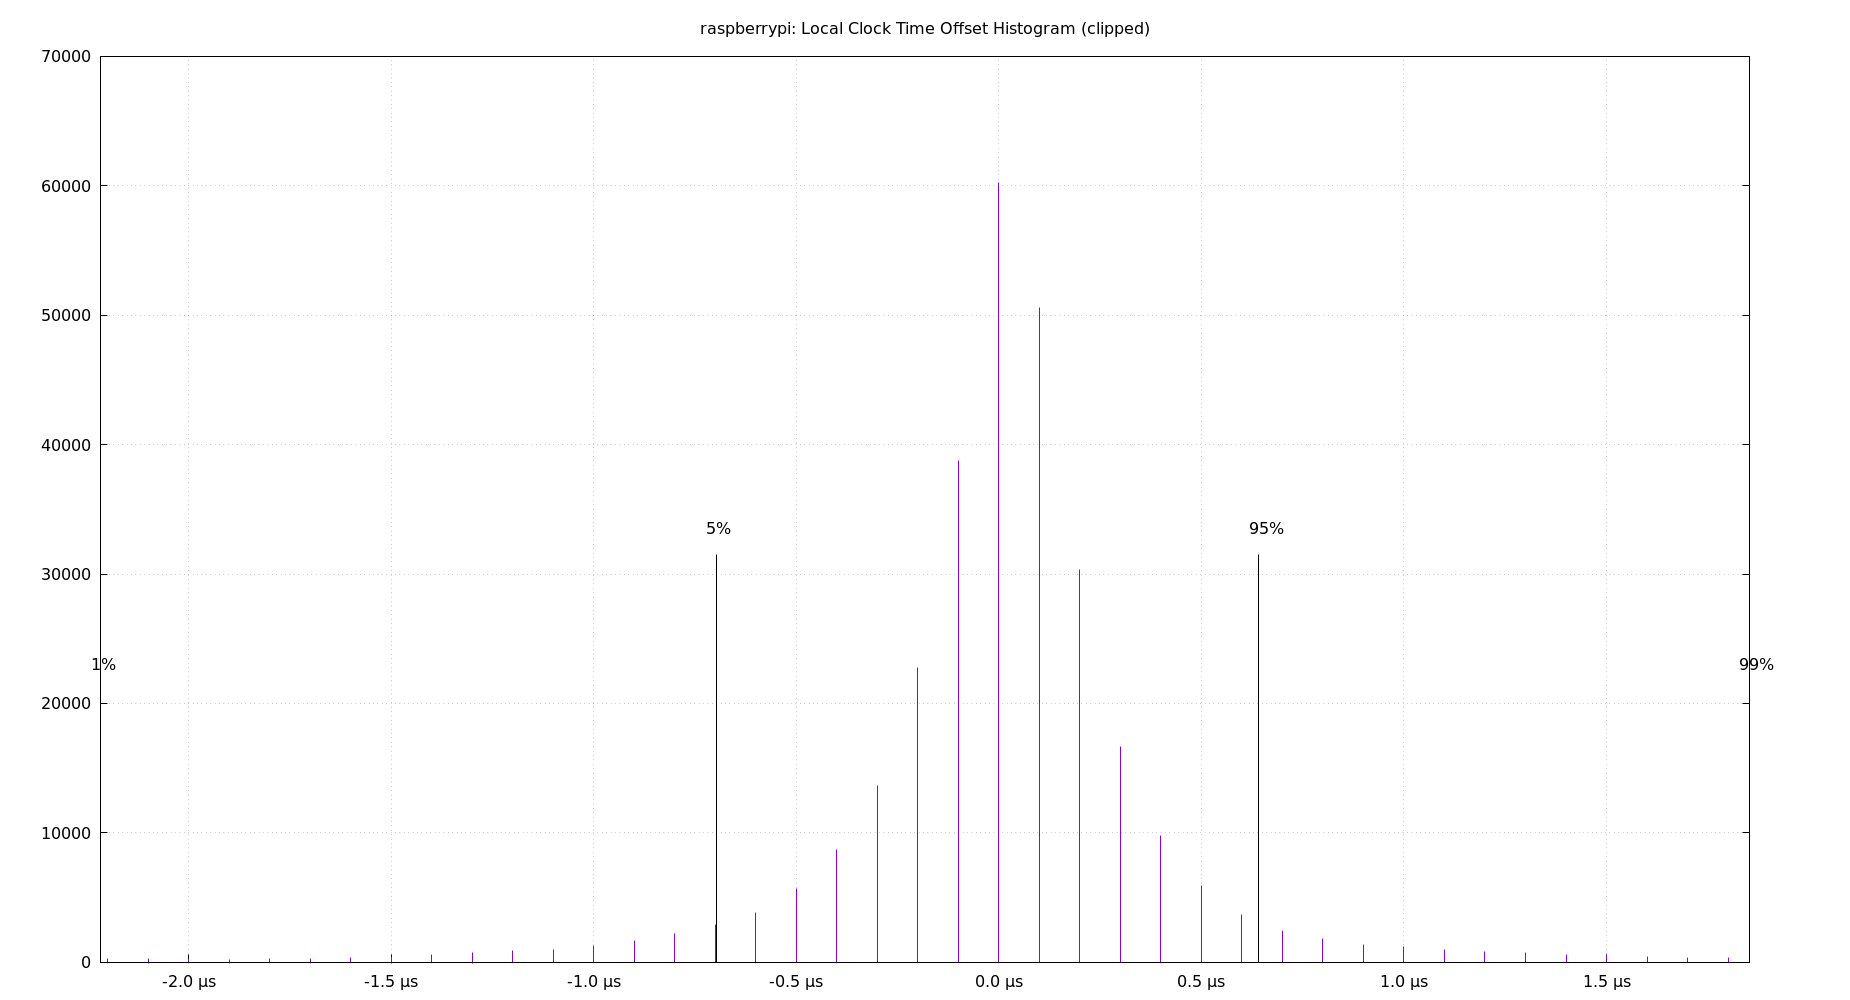 raspberrypi: Local Clock Time Offset Histogram (clipped)
70000
60000
50000
40000
5%
95%
30000
1%
99%
20000
10000
0
-2.0 µs
-1.5 µs
-1.0 µs
-0.5 µs
0.0 µs
0.5 µs
1.0 µs
1.5 µs